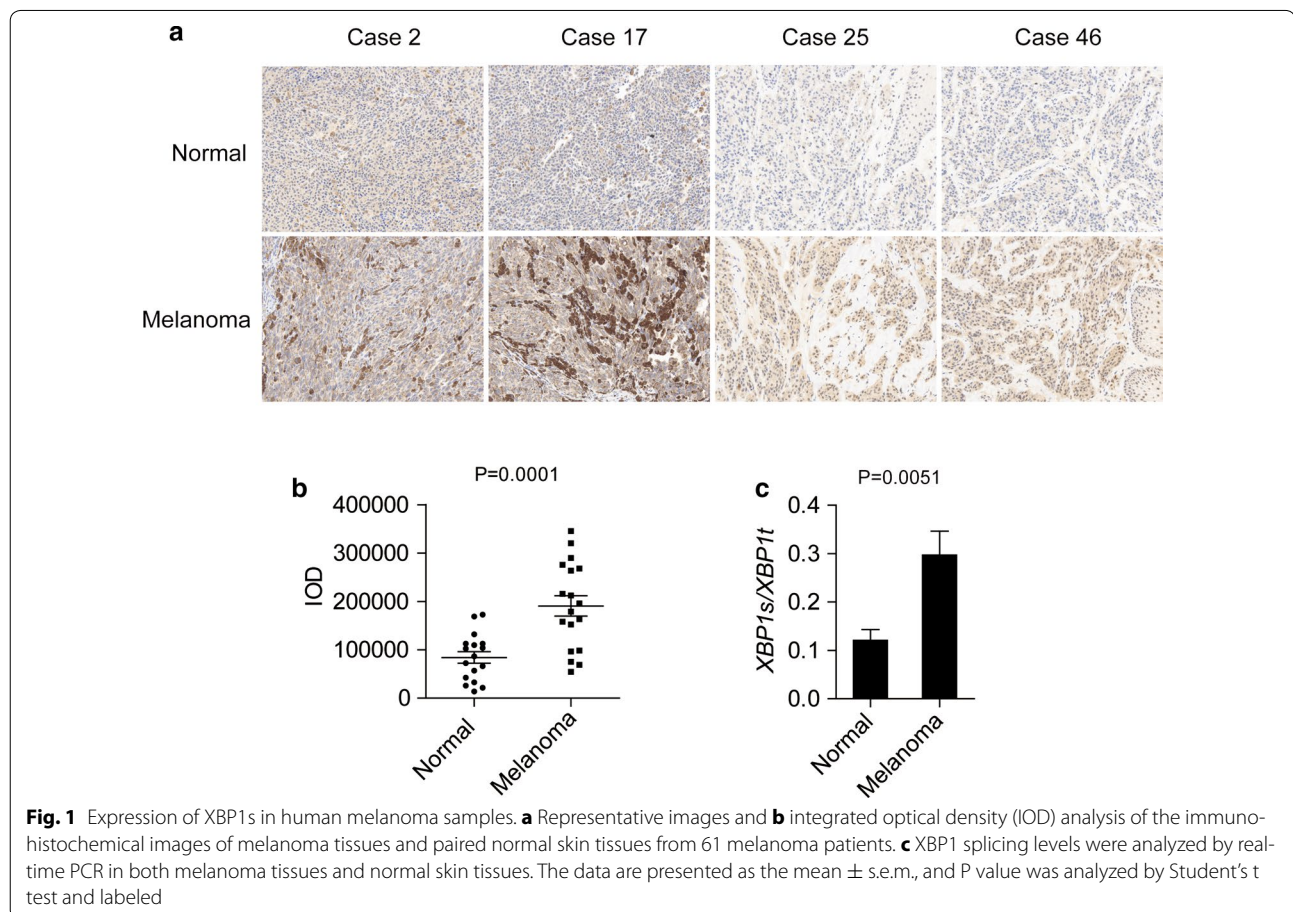 a
Case 2 Case 17 Case 25 Case 46
Normal
Melanoma
b
P=0.0001
400000
300000
200000
100000
0
IOD
Normal
Melanoma
c
P=0.0051
0.4
0.3
0.2
0.1
0.0
XBP1s/XBP1t
Normal
Melanoma
Fig. 1 Expression of XBP1s in human melanoma samples. a Representative images and b integrated optical density (IOD) analysis of the immuno-
histochemical images of melanoma tissues and paired normal skin tissues from 61 melanoma patients. c XBP1 splicing levels were analyzed by real-
time PCR in both melanoma tissues and normal skin tissues. The data are presented as the mean ± s.e.m., and P value was analyzed by Student's t
test and labeled